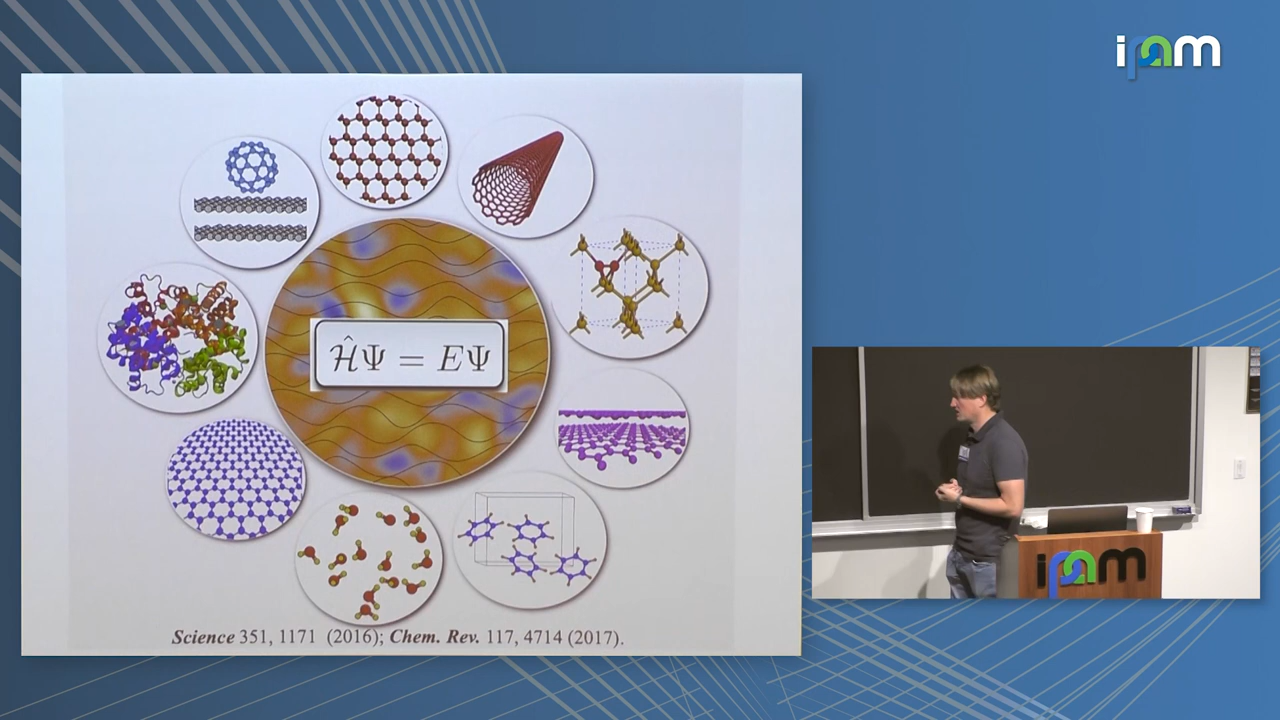 ipam
ĤΨ = EΨ
Science 351, 1171 (2016); Chem. Rev. 117, 4714 (2017).
ipam